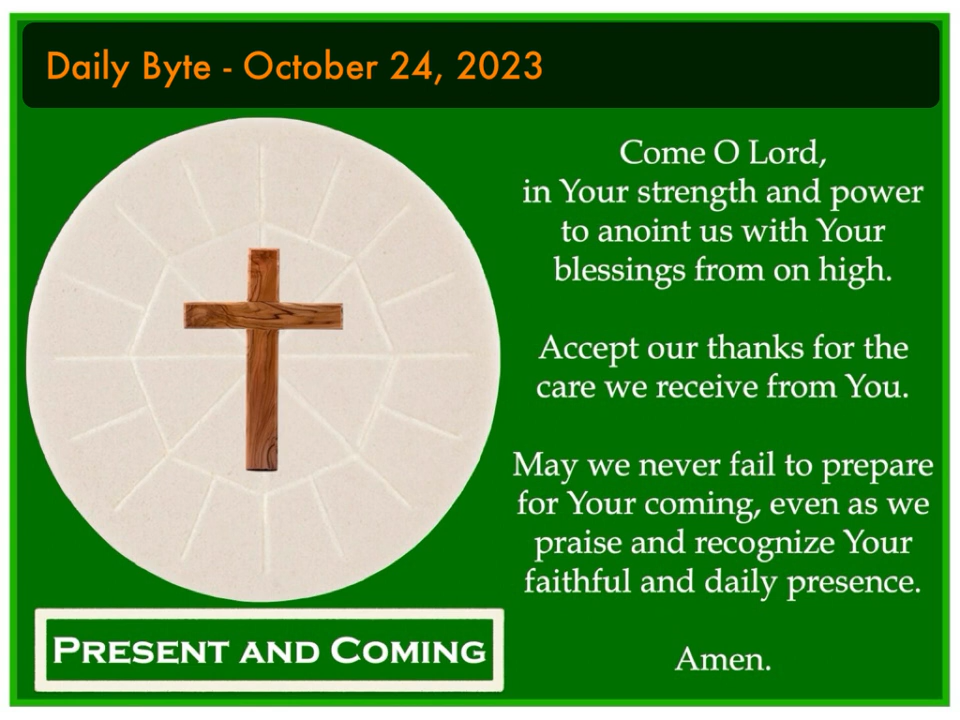 Daily Byte - October 24, 2023
Come O Lord,
in Your strength and power
to anoint us with Your
blessings from on high.
Accept our thanks for the
care we receive from You.
May we never fail to prepare
for Your coming, even as we
praise and recognize Your
faithful and daily presence.
Amen.
PRESENT AND COMING